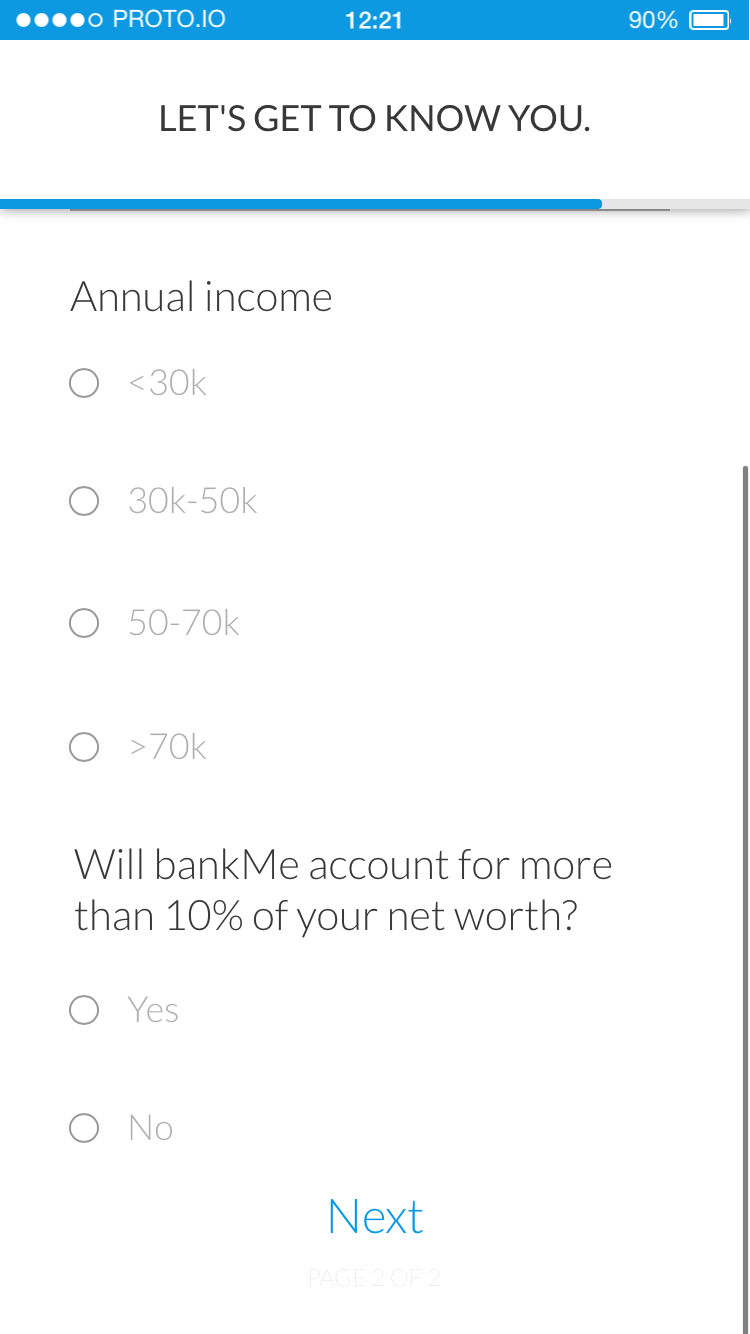 PROTO.IO 12:21 90%
LET'S GET TO KNOW YOU.
Annual income
<30k
30k-50k
50-70k
>70k
Will bankMe account for more
than 10% of your net worth?
Yes
No
Next
PAGE 2 OF 2